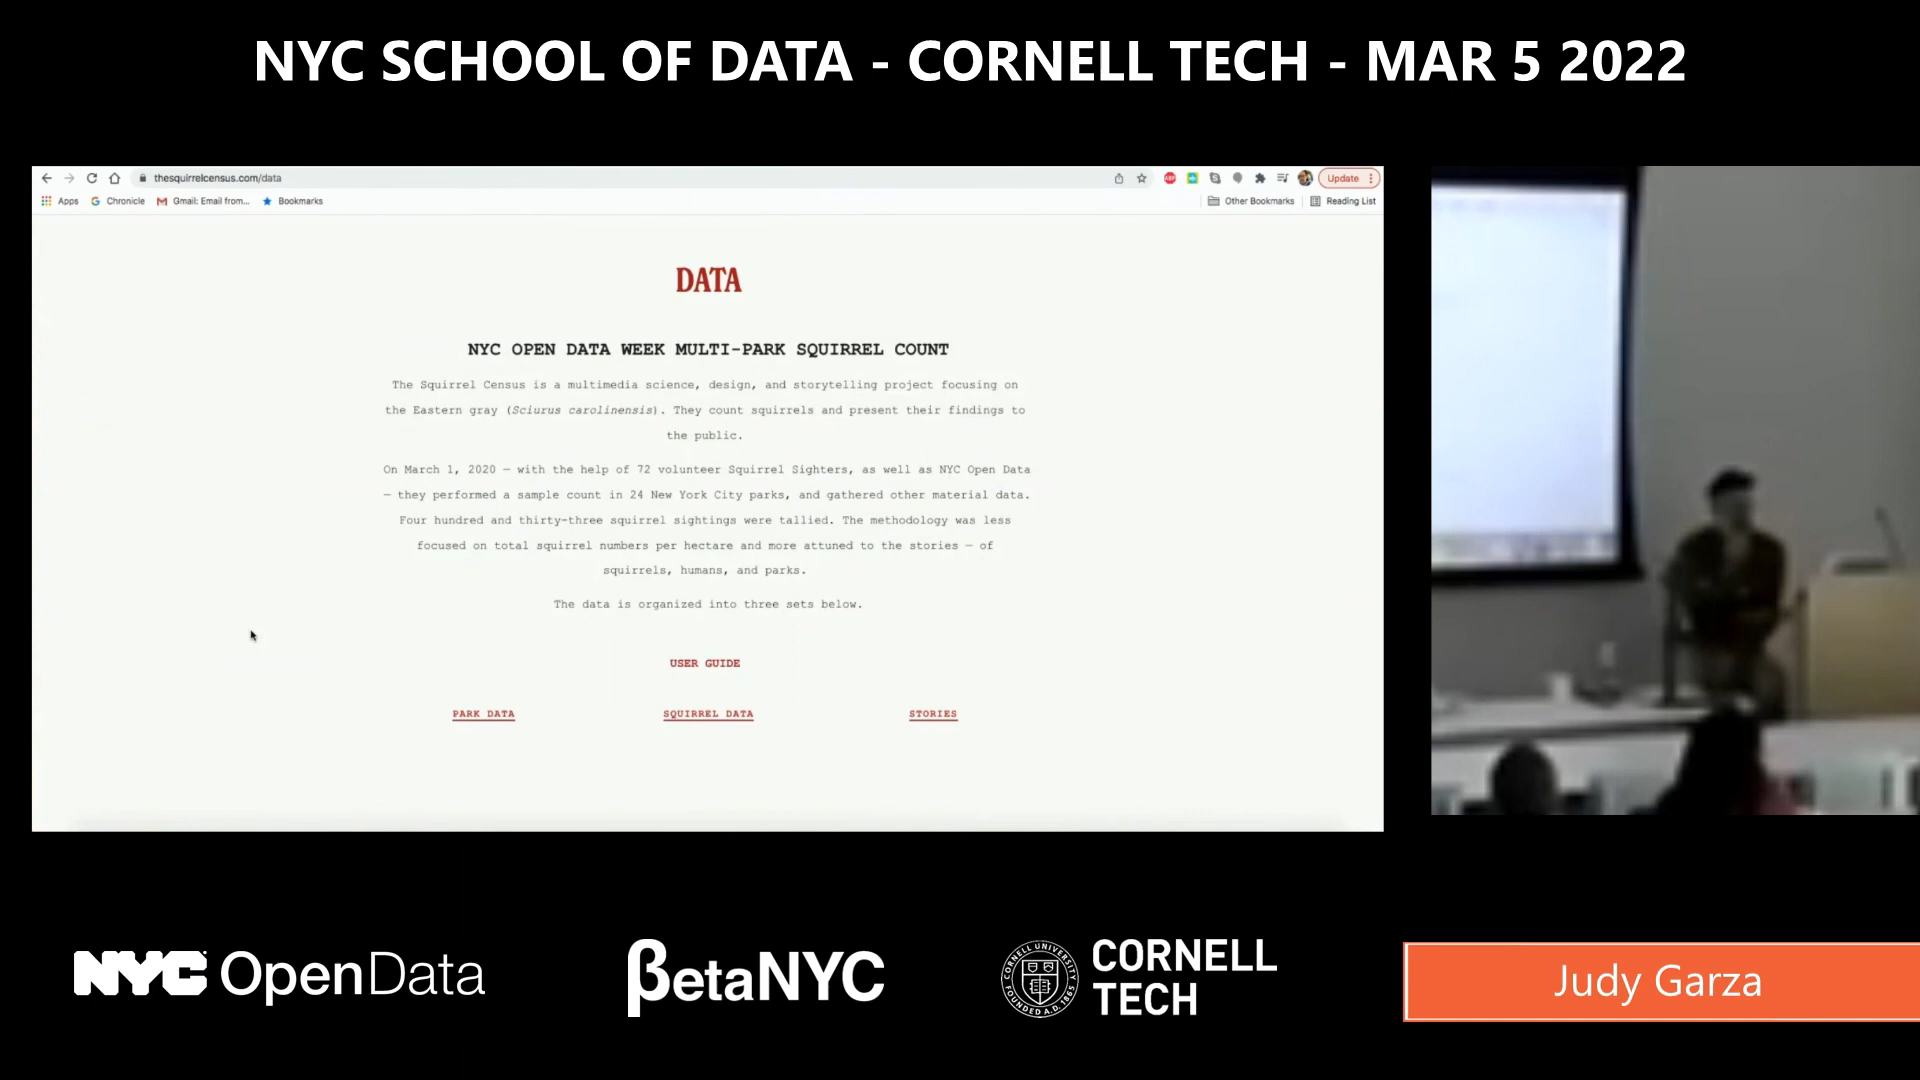 NYC SCHOOL OF DATA - CORNELL TECH - MAR 5 2022
thesquirrelcensus.com/data
Update
Apps
Chronicle
Gmail: Email from...
Bookmarks
Other Bookmarks
Reading List
DATA
NYC OPEN DATA WEEK MULTI-PARK SQUIRREL COUNT
The Squirrel Census is a multimedia science, design, and storytelling project focusing on
the Eastern gray (Sciurus carolinensis). They count squirrels and present their findings to
the public.
On March 1, 2020 — with the help of 72 volunteer Squirrel Sighters, as well as NYC Open Data
— they performed a sample count in 24 New York City parks, and gathered other material data.
Four hundred and thirty-three squirrel sightings were tallied. The methodology was less
focused on total squirrel numbers per hectare and more attuned to the stories — of
squirrels, humans, and parks.
The data is organized into three sets below.
USER GUIDE
PARK DATA
SQUIRREL DATA
STORIES
NYC OpenData
βetaNYC
CORNELL UNIVERSITY
FOUNDED A.D. 1865
CORNELL
TECH
Judy Garza